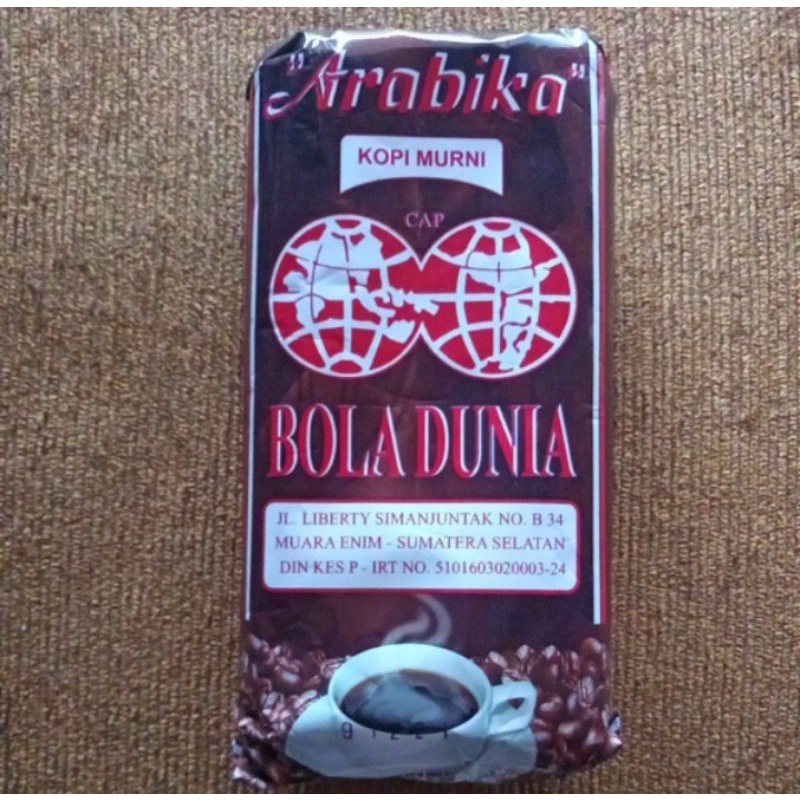 "Arabika"
KOPI MURNI
CAP
BOLA DUNIA
JL. LIBERTY SIMANJUNTAK NO. B 34
MUARA ENIM - SUMATERA SELATAN
DIN KES P - IRT NO. 5101603020003-24